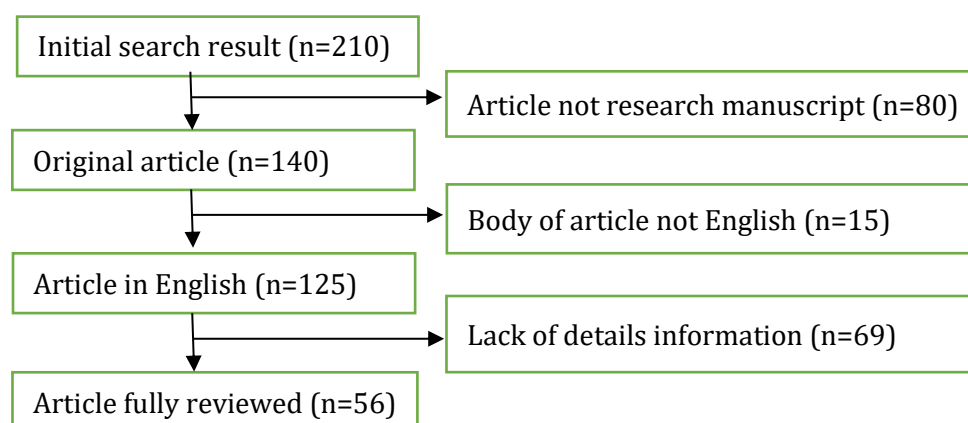 Initial search result (n=210)
Article not research manuscript (n=80)
Original article (n=140)
Body of article not English (n=15)
Article in English (n=125)
Lack of details information (n=69)
Article fully reviewed (n=56)